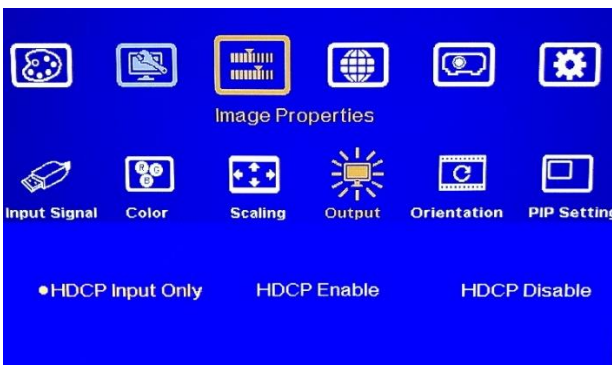 Image Properties
R G B
Input Signal Color Scaling Output Orientation PIP Setting
●HDCP Input Only HDCP Enable HDCP Disable